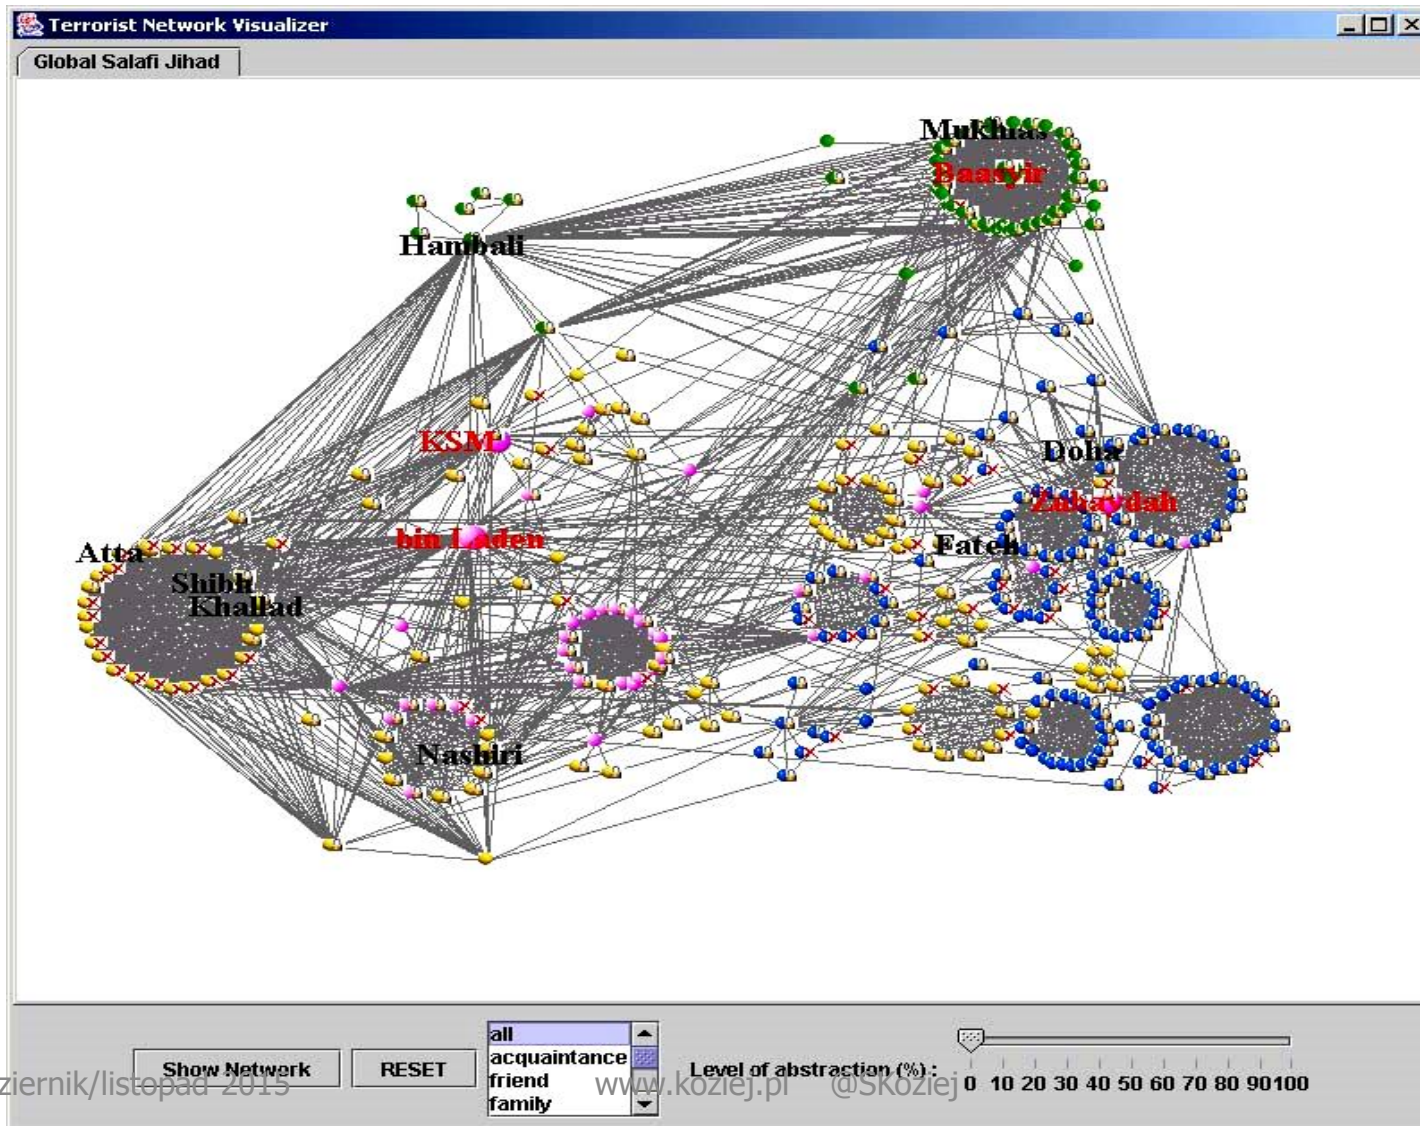 Terrorist Network Visualizer
Global Salafi Jihad
Mukhlas
Baasyir
Hambali
KSM
Doha
Zubaydah
bin Laden
Fateh
Atta
Shibh
Khallad
Nashiri
all
acquaintance
friend
family
Show Network
RESET
Level of abstraction (%) :
0 10 20 30 40 50 60 70 80 90 100
ziernik/listopad 2015
www.koziej.pl @SKoziej